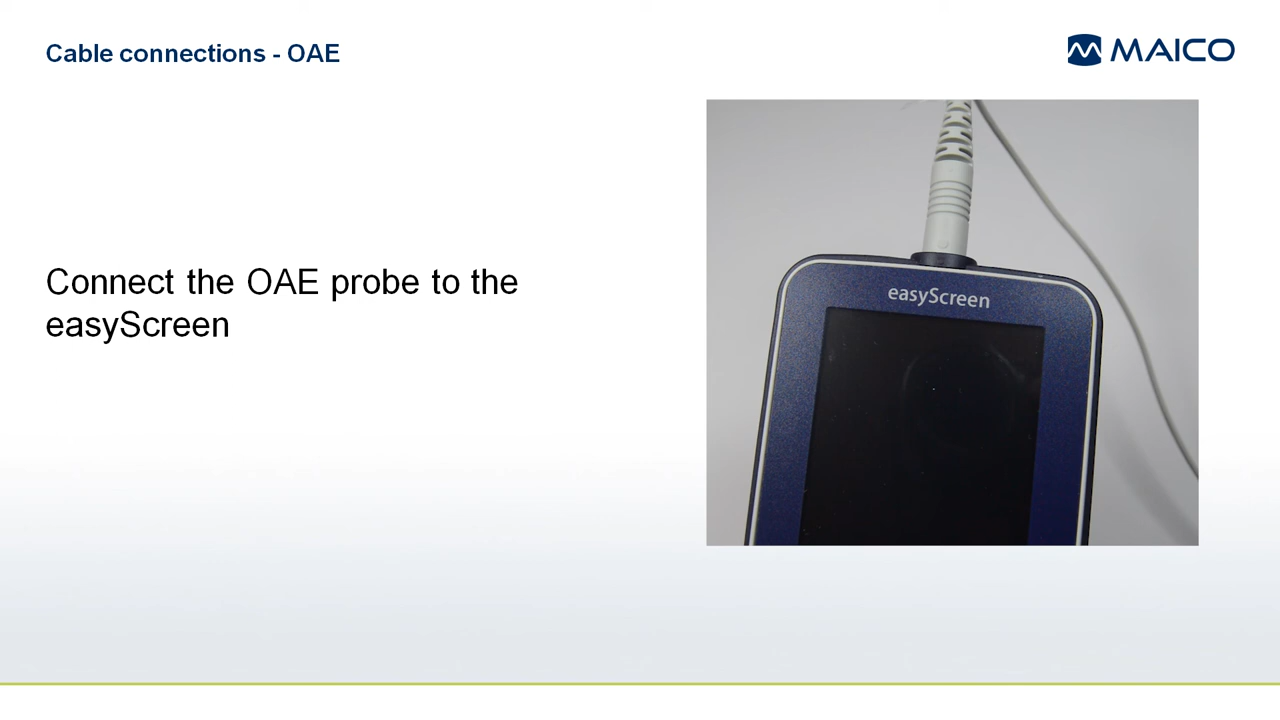 Cable connections - OAE
MAICO
Connect the OAE probe to the
easyScreen
easyScreen